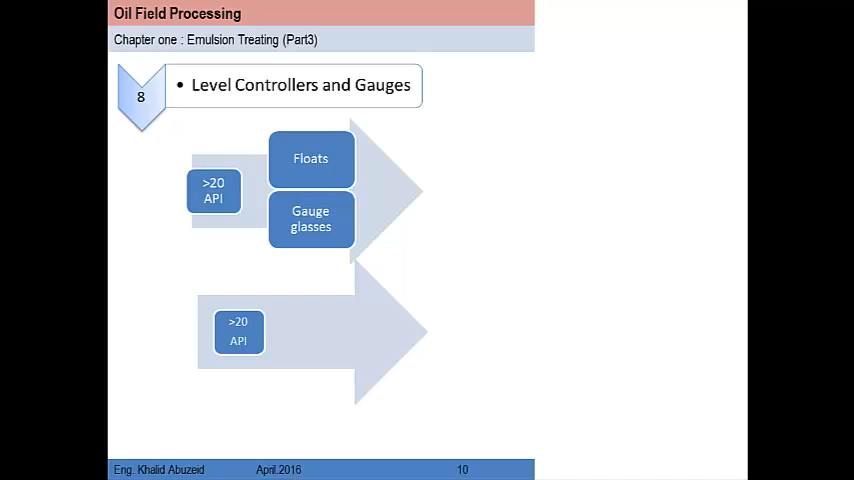 Oil Field Processing
Chapter one : Emulsion Treating (Part3)
8
• Level Controllers and Gauges
>20
API
Floats
Gauge
glasses
>20
API
Eng. Khalid Abuzeid April,2016 10